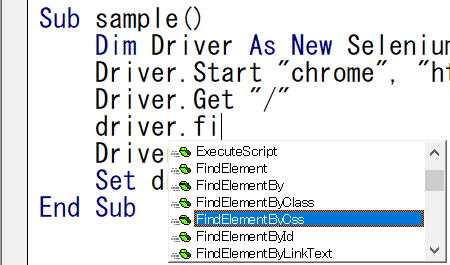 Sub sample()
Dim Driver As New Selenium
Driver.Start "chrome", "ht
Driver.Get "/"
driver.fi
Drive
Set d
End Sub
ExecuteScript
FindElement
FindElementBy
FindElementByClass
FindElementByCss
FindElementById
FindElementByLinkText